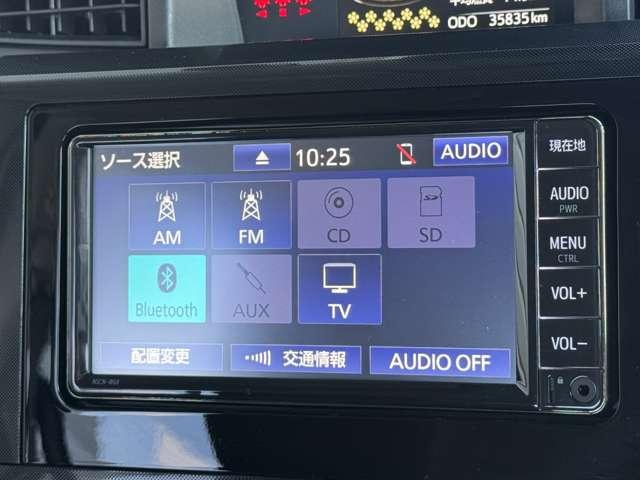 ODO 35835km
ソース選択 10:25 AUDIO
現在地
AM FM CD SD
AUDIO
PWR
MENU
CTRL
Bluetooth AUX TV
VOL+
VOL-
配置変更 交通情報 AUDIO OFF